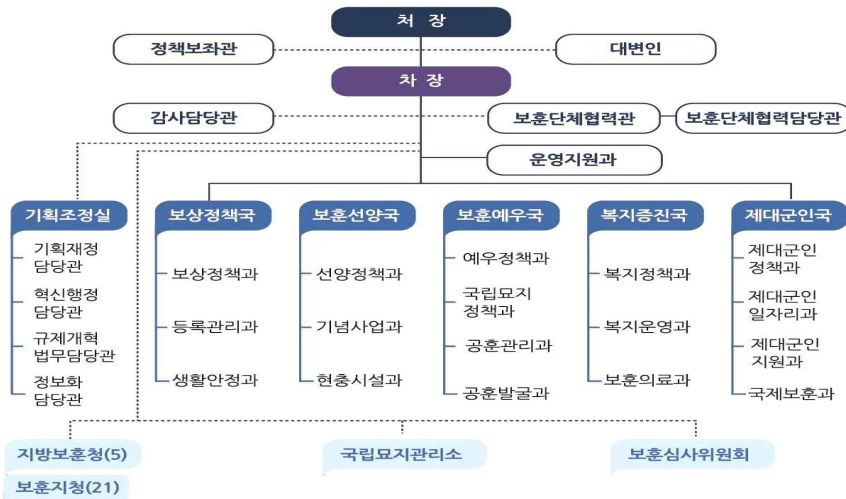 처 장
정책보좌관
대변인
차 장
감사담당관
보훈단체협력관
보훈단체협력담당관
운영지원과
기획조정실
기획재정
담당관
혁신행정
담당관
규제개혁
법무담당관
정보화
담당관
보상정책국
보상정책과
등록관리과
생활안정과
보훈선양국
선양정책과
기념사업과
현충시설과
보훈예우국
예우정책과
국립묘지
정책과
공훈관리과
공훈발굴과
복지증진국
복지정책과
복지운영과
보훈의료과
제대군인국
제대군인
정책과
제대군인
일자리과
제대군인
지원과
국제보훈과
지방보훈청(5)
보훈지청(21)
국립묘지관리소
보훈심사위원회